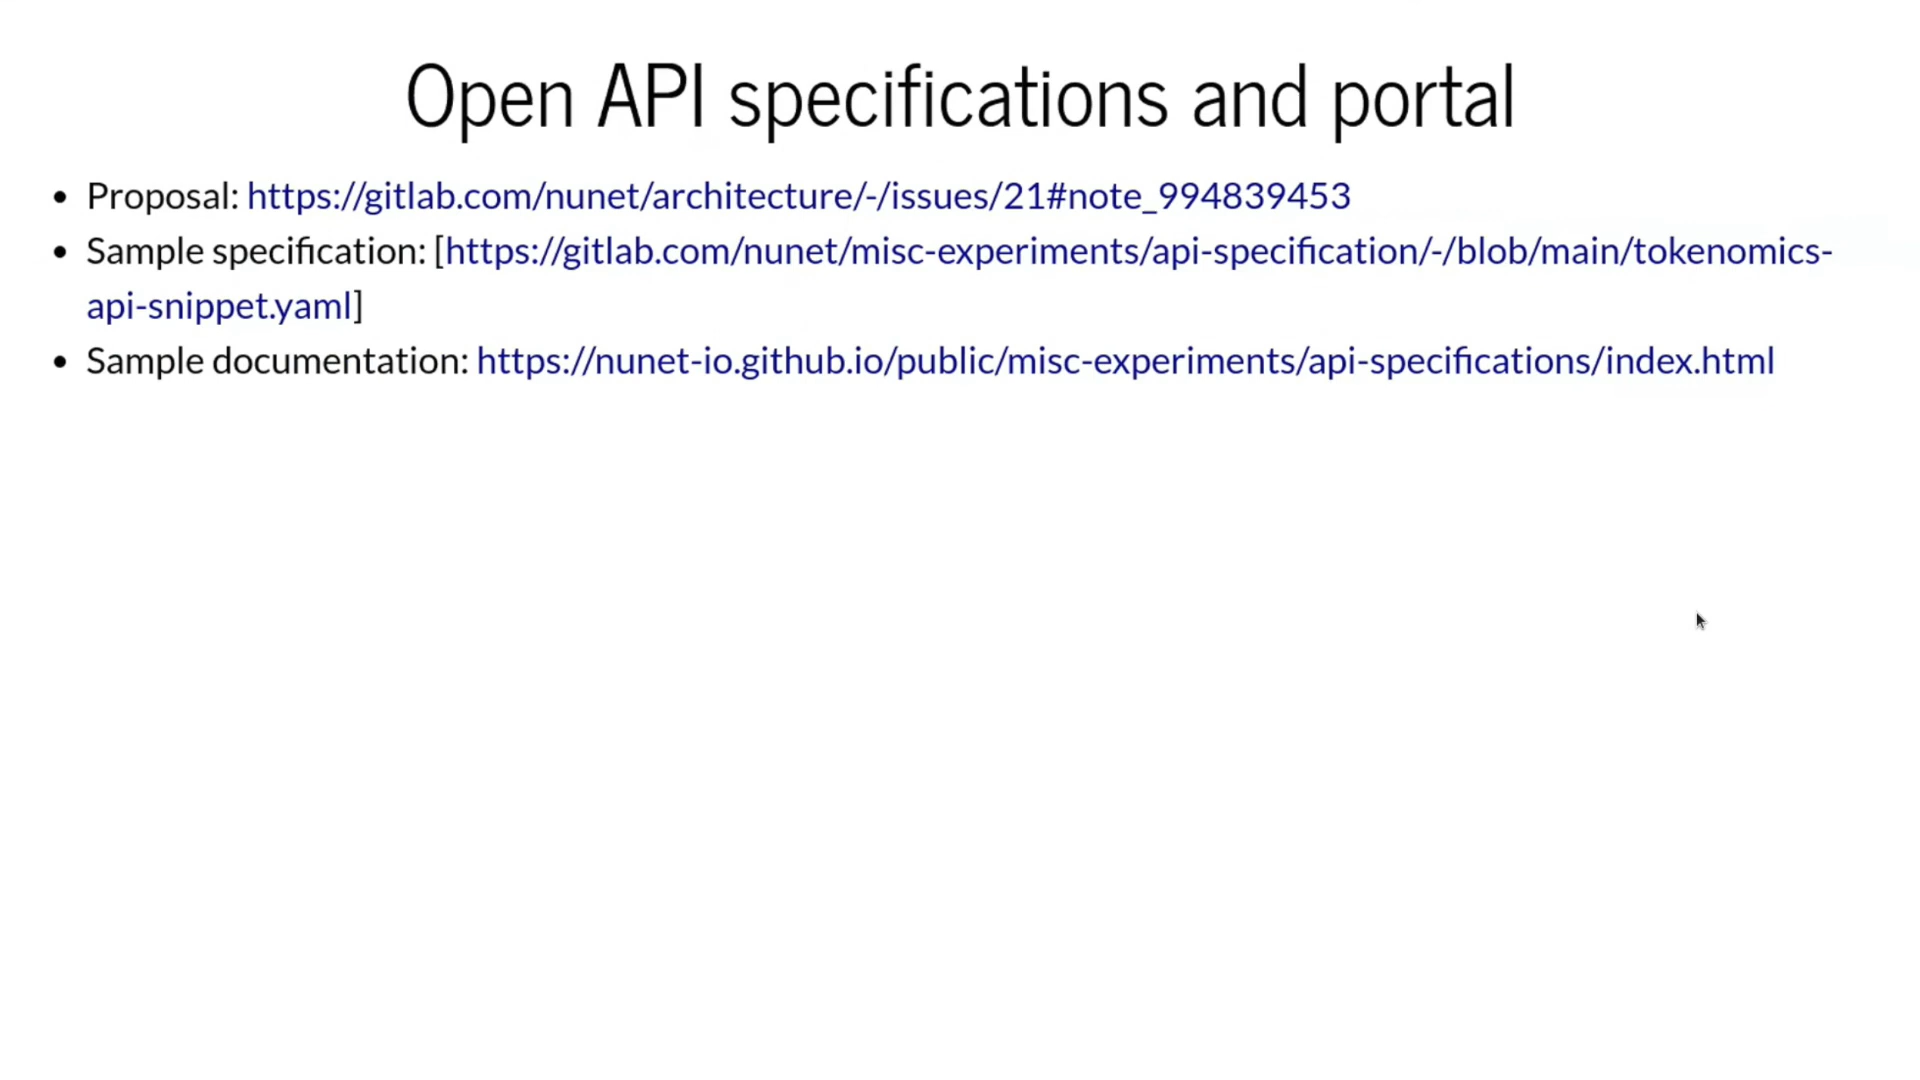 Open API specifications and portal
• Proposal: https://gitlab.com/nunet/architecture/-/issues/21#note_994839453
• Sample specification: [https://gitlab.com/nunet/misc-experiments/api-specification/-/blob/main/tokenomics-
api-snippet.yaml]
• Sample documentation: https://nunet-io.github.io/public/misc-experiments/api-specifications/index.html